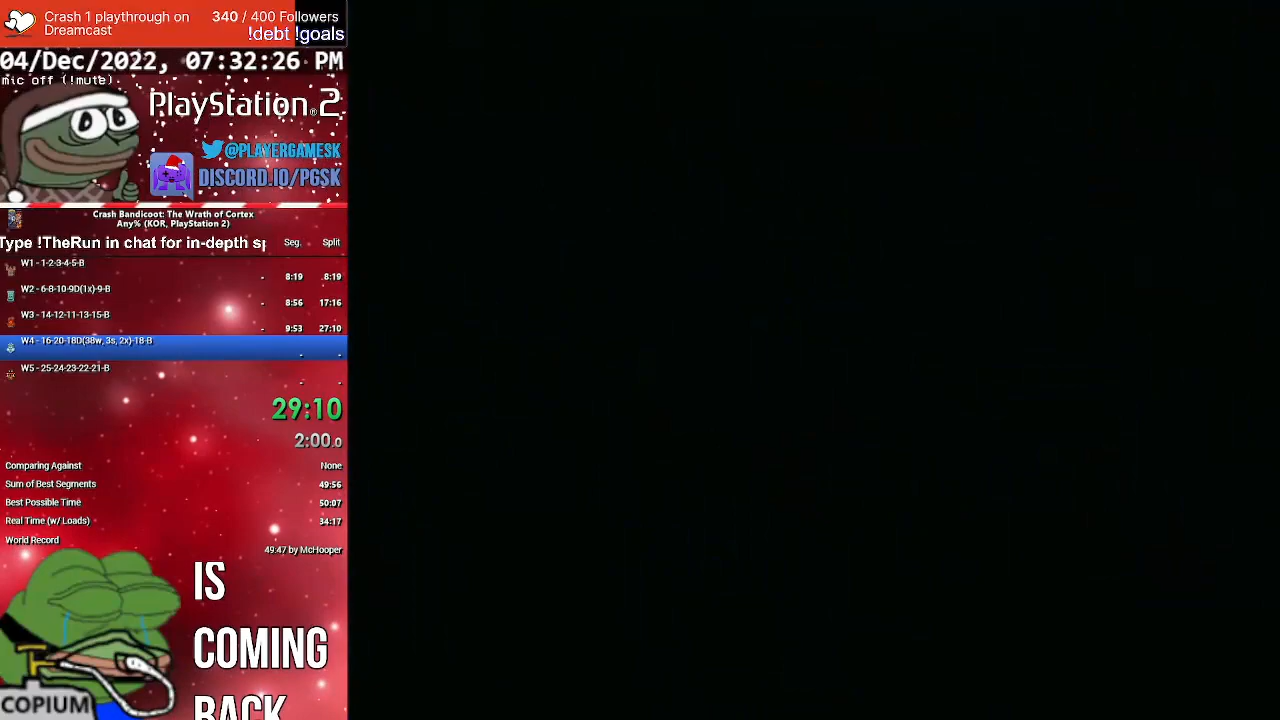 Crash 1 playthrough on Dreamcast
340 / 400 Followers
!debt !goals
04/Dec/2022, 07:32:26 PM
mic off (!mute)
PlayStation.2
@PLAYERGAMESK
DISCORD.IO/PGSK
Crash Bandicoot: The Wrath of Cortex
Any% (KOR, PlayStation 2)
Type !TheRun in chat for in-depth sp Seg. Split
W1 - 1-2-3-4-5-B
- 8:19 8:19
W2 - 6-8-10-9D(1x)-9-B
- 8:56 17:16
W3 - 14-12-11-13-15-B
- 9:53 27:10
W4 - 16-20-18D(38w, 3s, 2x)-18-B
- -
W5 - 25-24-23-22-21-B
- -
29:10
2:00.0
Comparing Against None
Sum of Best Segments 49:56
Best Possible Time 50:07
Real Time (w/ Loads) 34:17
World Record
49:47 by McHooper
IS
COMING
BACK
COPIUM